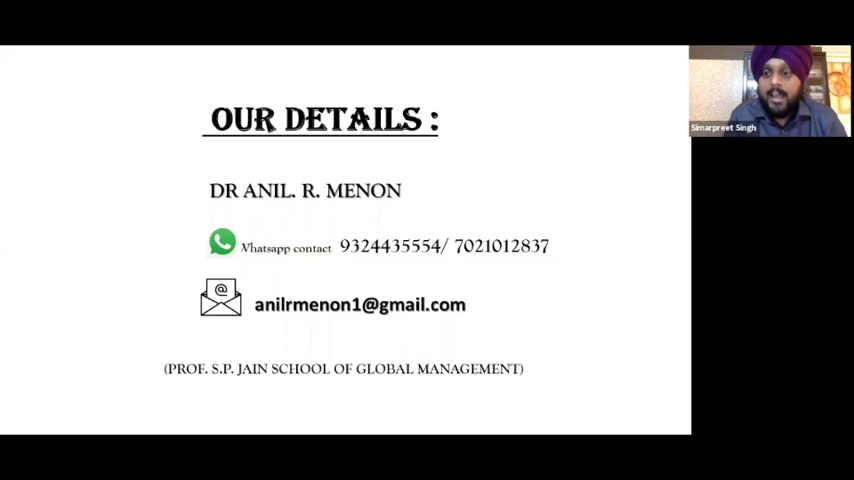 OUR DETAILS :
DR ANIL. R. MENON
Whatsapp contact 9324435554/ 7021012837
@
anilrmenon1@gmail.com
(PROF. S.P. JAIN SCHOOL OF GLOBAL MANAGEMENT)
Simarpreet Singh